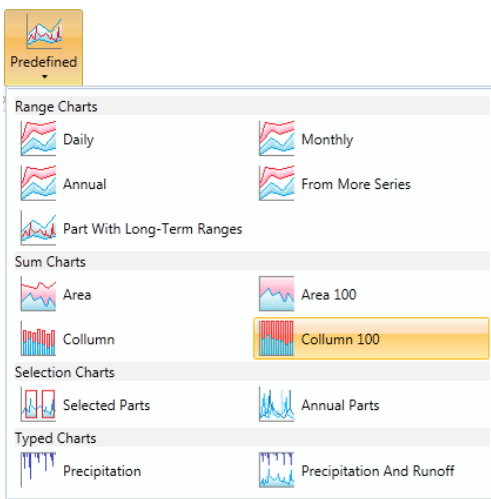 Predefined
Range Charts
Daily Monthly
Annual From More Series
Part With Long-Term Ranges
Sum Charts
Area Area 100
Collumn Collumn 100
Selection Charts
Selected Parts Annual Parts
Typed Charts
Precipitation Precipitation And Runoff